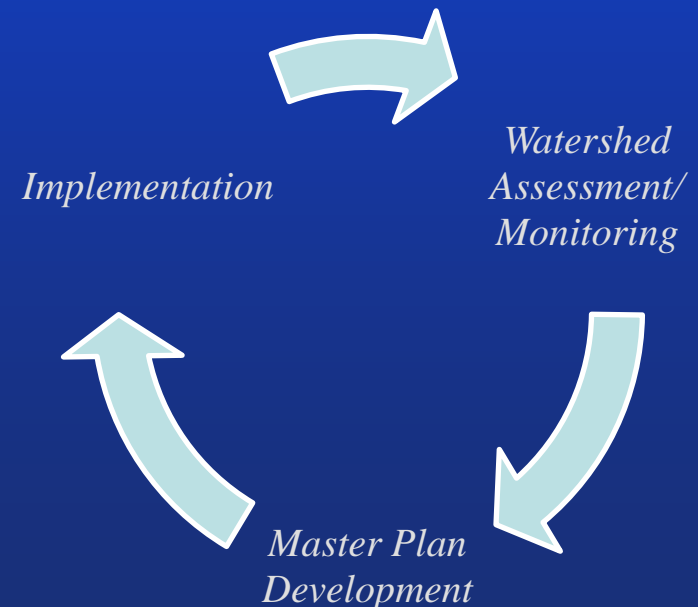 Implementation
Watershed
Assessment/
Monitoring
Master Plan
Development